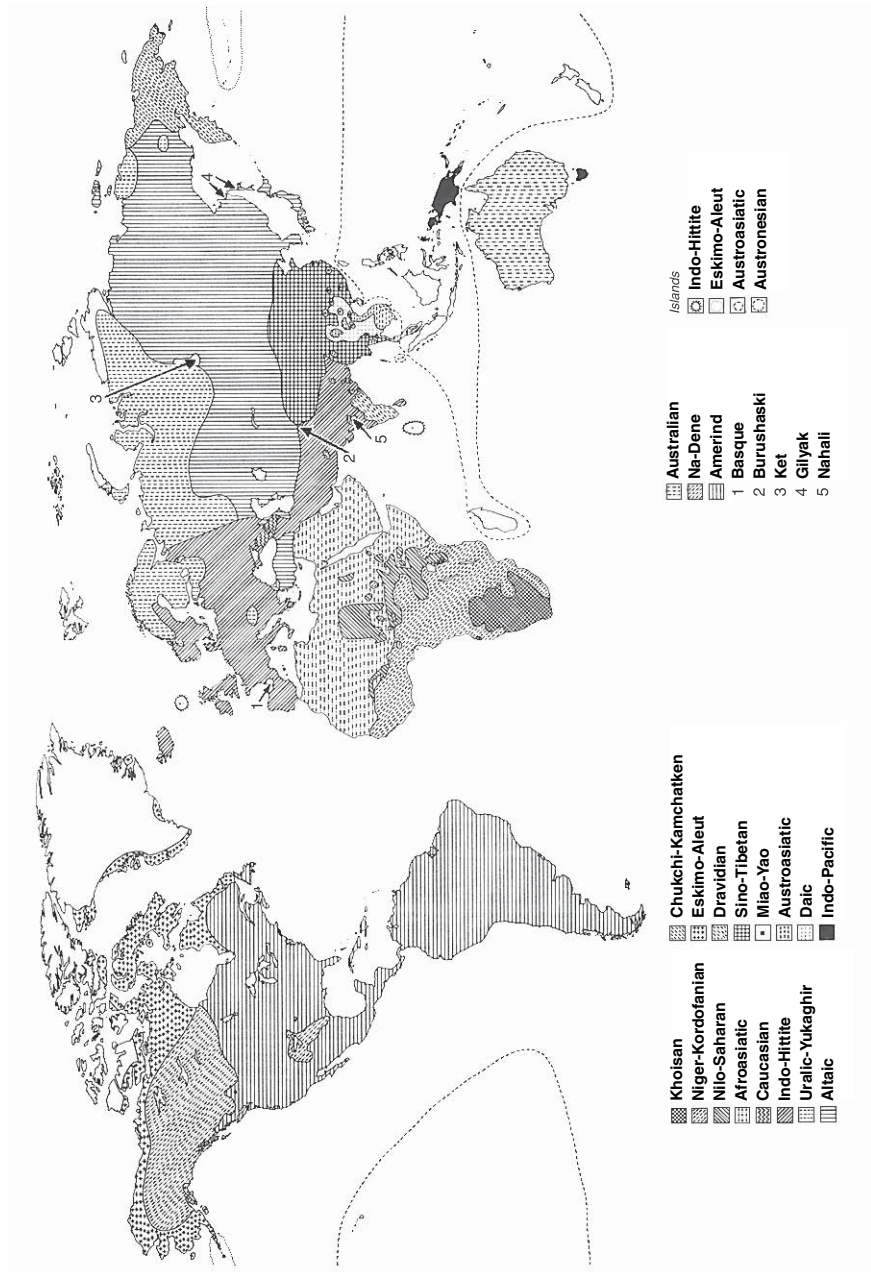 3
4
2
5
1
Khoisan
Niger-Kordofanian
Nilo-Saharan
Afroasiatic
Caucasian
Indo-Hittite
Uralic-Yukaghir
Altaic
Chukchi-Kamchatken
Eskimo-Aleut
Dravidian
Sino-Tibetan
Miao-Yao
Austroasiatic
Daic
Indo-Pacific
Australian
Na-Dene
Amerind
1 Basque
2 Burushaski
3 Ket
4 Gilyak
5 Nahali
Islands
Indo-Hittite
Eskimo-Aleut
Austroasiatic
Austronesian